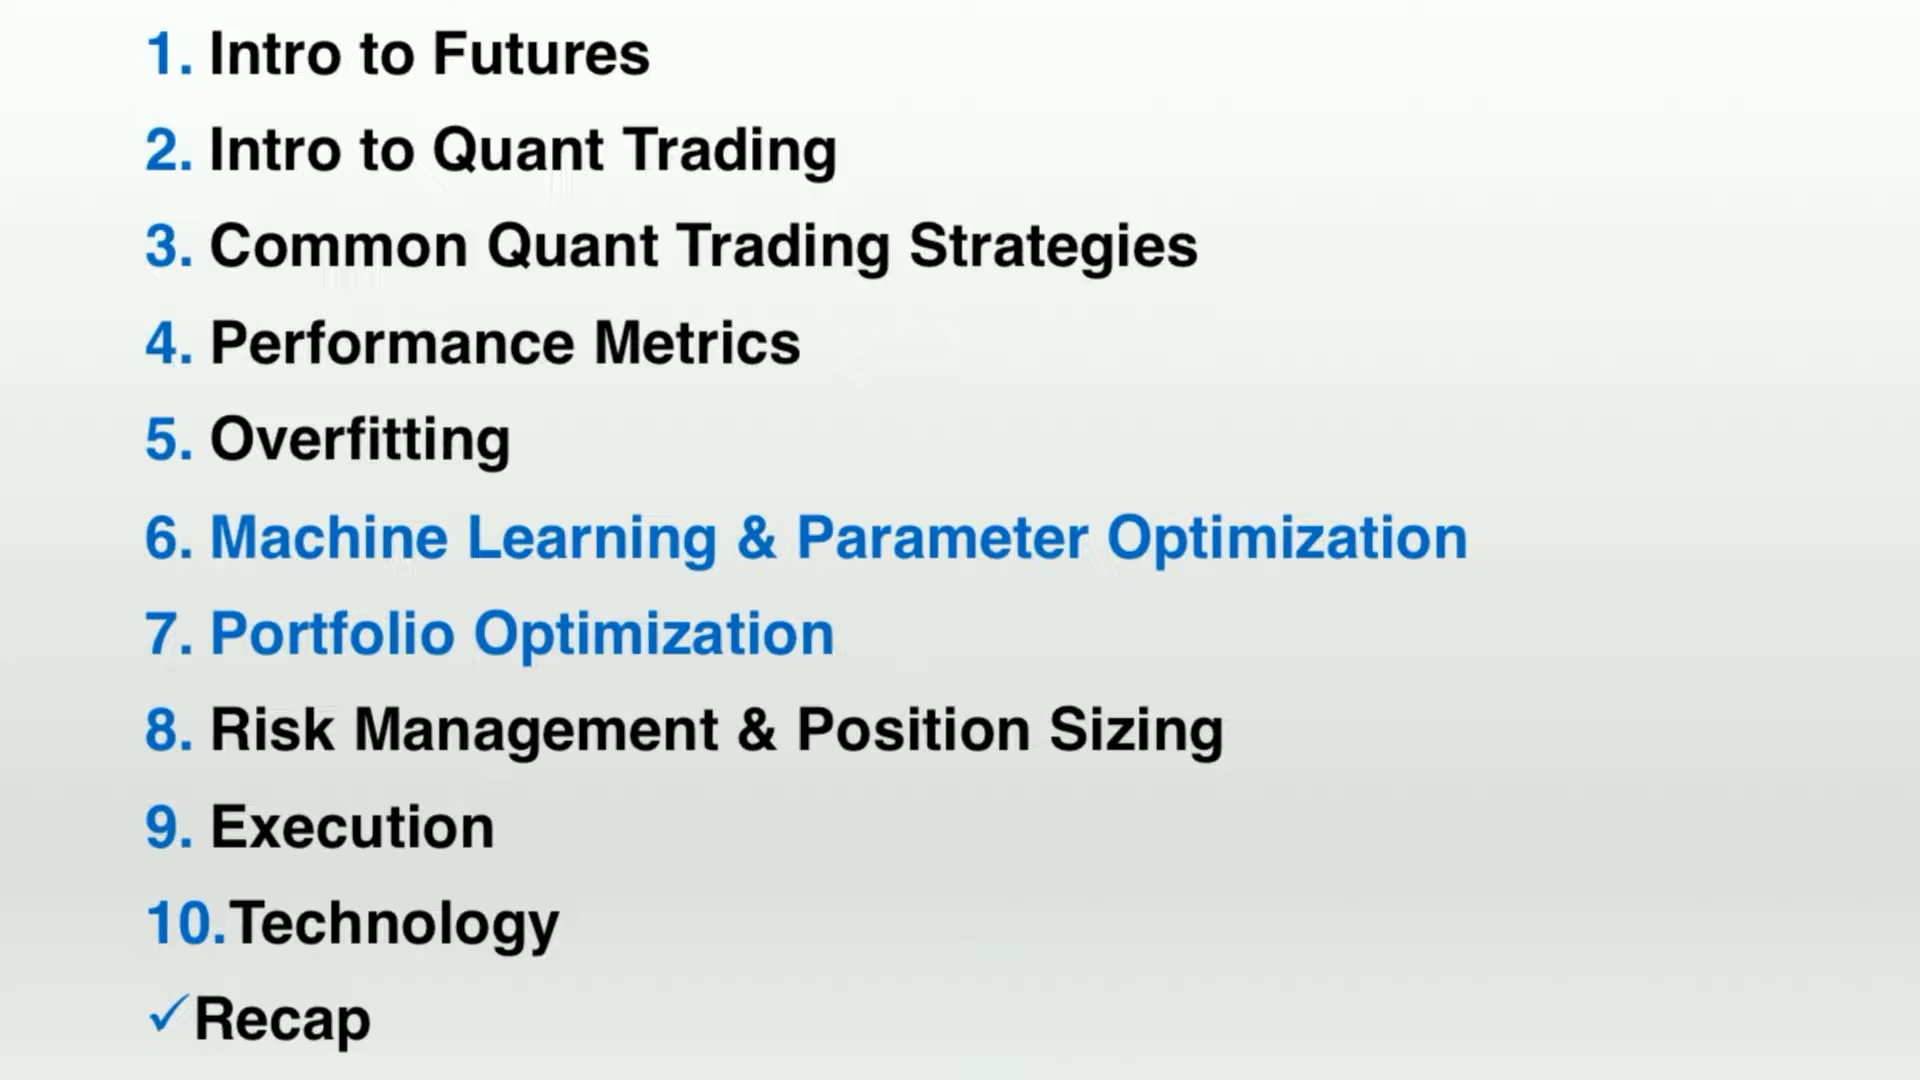 1. Intro to Futures
2. Intro to Quant Trading
3. Common Quant Trading Strategies
4. Performance Metrics
5. Overfitting
6. Machine Learning & Parameter Optimization
7. Portfolio Optimization
8. Risk Management & Position Sizing
9. Execution
10.Technology
✓Recap